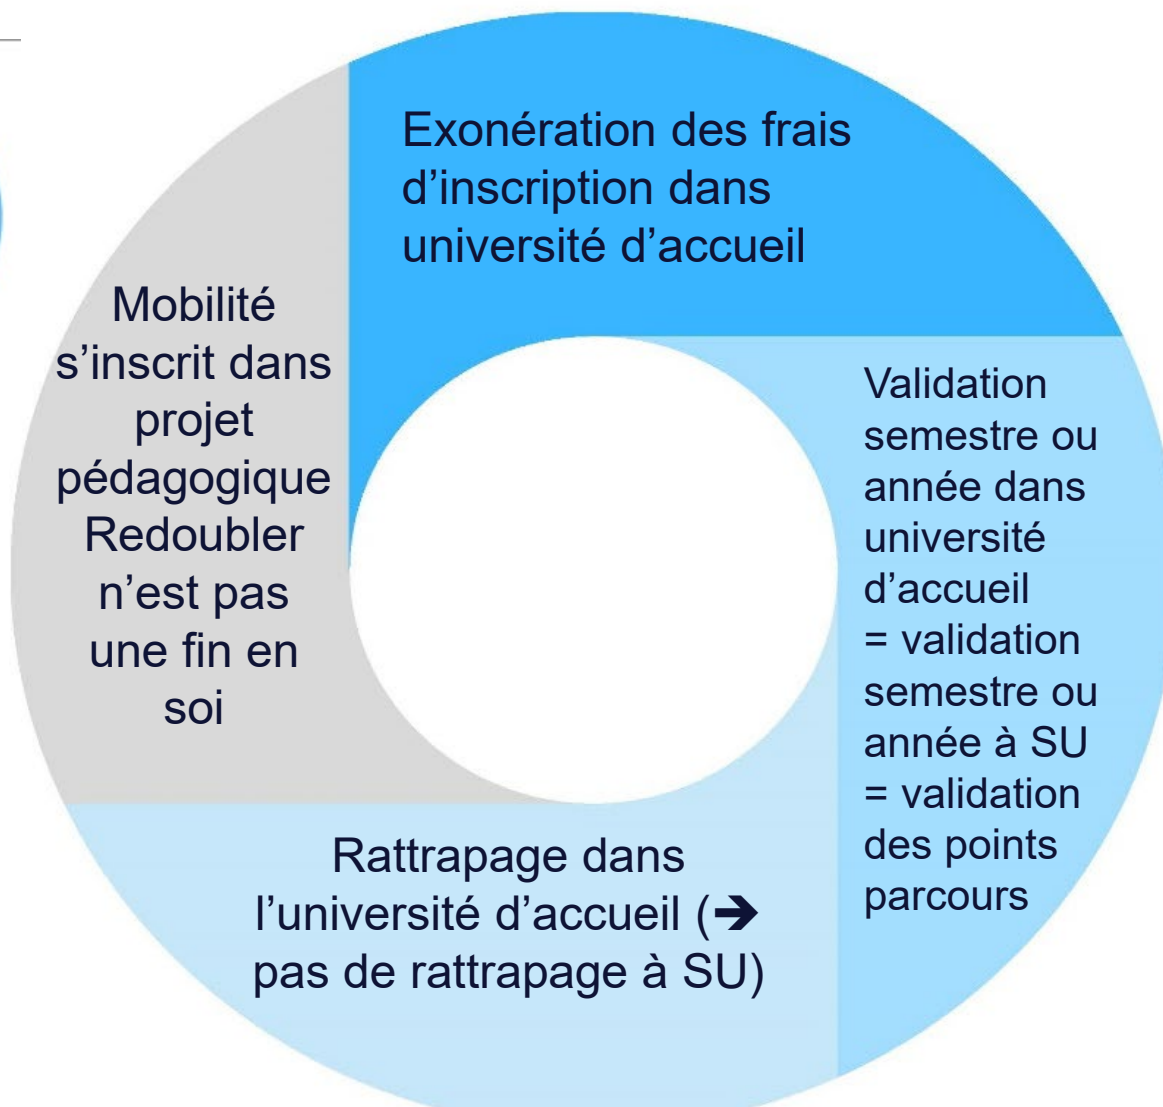 Exonération des frais
d’inscription dans
université d’accueil
Mobilité
s’inscrit dans
projet
pédagogique
Redoubler
n’est pas
une fin en
soi
Validation
semestre ou
année dans
université
d’accueil
= validation
semestre ou
année à SU
= validation
des points
parcours
Rattrapage dans
l’université d’accueil (➔
pas de rattrapage à SU)